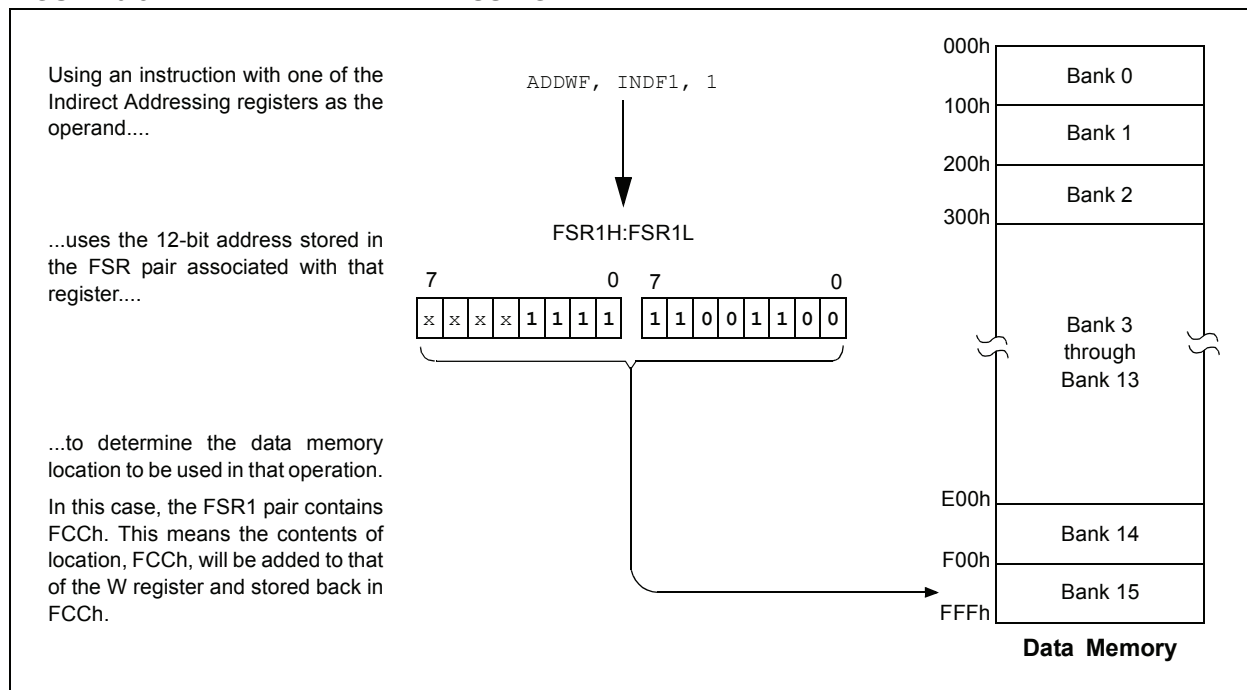 Using an instruction with one of the
Indirect Addressing registers as the
operand....
ADDWF, INDF1, 1
...uses the 12-bit address stored in
the FSR pair associated with that
register....
FSR1H:FSR1L
7 0 7 0
x x x x 1 1 1 1 1 1 0 0 1 1 0 0
...to determine the data memory
location to be used in that operation.
In this case, the FSR1 pair contains
FCCh. This means the contents of
location, FCCh, will be added to that
of the W register and stored back in
FCCh.
000h
Bank 0
100h
Bank 1
200h
Bank 2
300h
Bank 3
through
Bank 13
E00h
Bank 14
F00h
Bank 15
FFFh
Data Memory